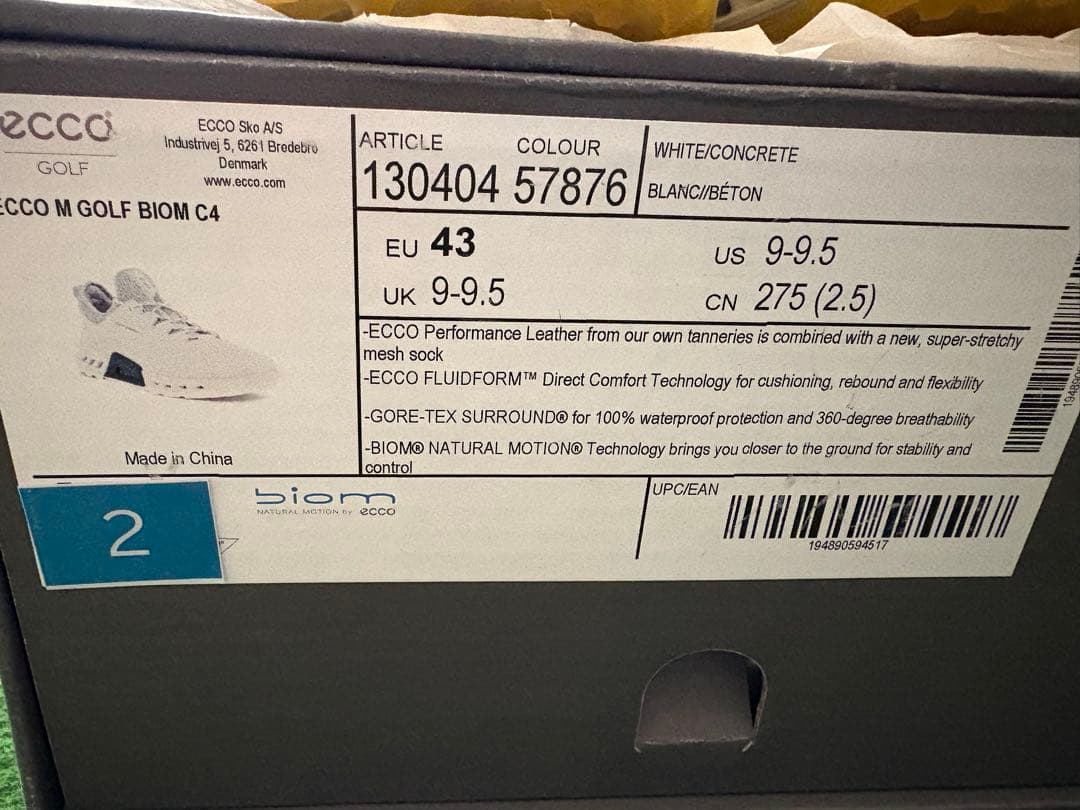 ecco
GOLF
ECCO Sko A/S
Industrivej 5, 6261 Bredebro
Denmark
www.ecco.com
ECCO M GOLF BIOM C4
Made in China
ARTICLE COLOUR
130404 57876
WHITE/CONCRETE
BLANC//BÉTON
EU 43
US 9-9.5
UK 9-9.5
CN 275 (2.5)
-ECCO Performance Leather from our own tanneries is combined with a new, super-stretchy
mesh sock
-ECCO FLUIDFORM™ Direct Comfort Technology for cushioning, rebound and flexibility
-GORE-TEX SURROUND® for 100% waterproof protection and 360-degree breathability
-BIOM® NATURAL MOTION® Technology brings you closer to the ground for stability and
control
2
biom
NATURAL MOTION BY ecco
UPC/EAN
194890594517